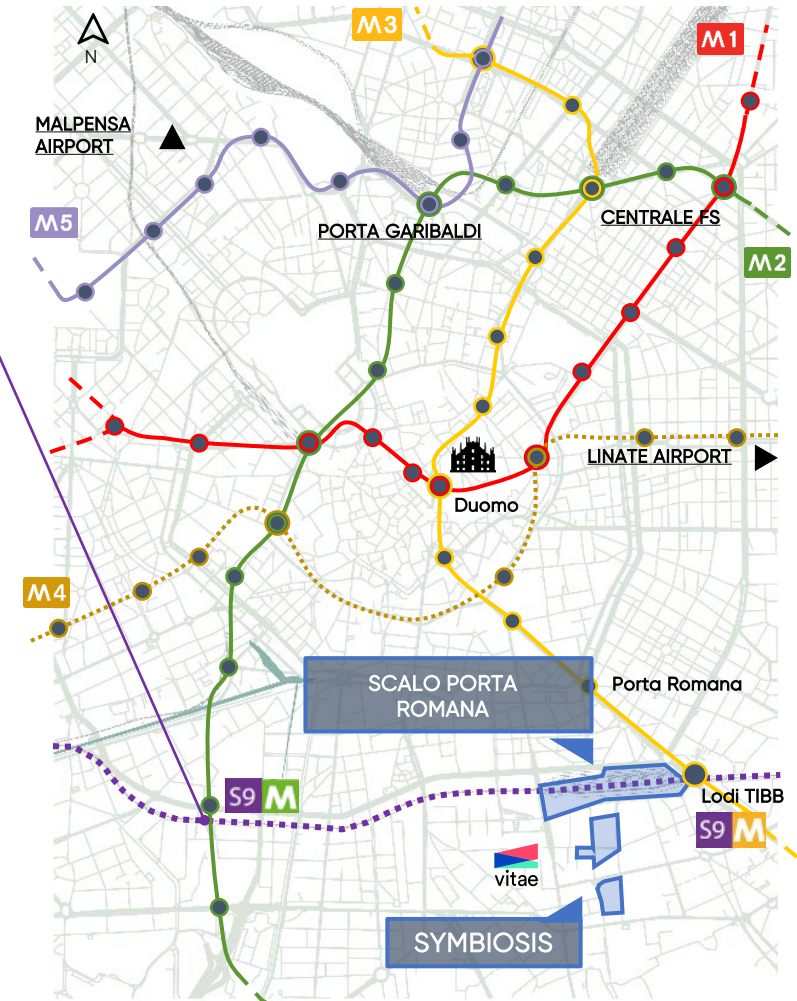 M3
M1
N
MALPENSA
AIRPORT
M5
PORTA GARIBALDI
CENTRALE FS
M2
LINATE AIRPORT
Duomo
M4
SCALO PORTA
ROMANA
Porta Romana
S9 M
Lodi TIBB
S9 M
vitae
SYMBIOSIS